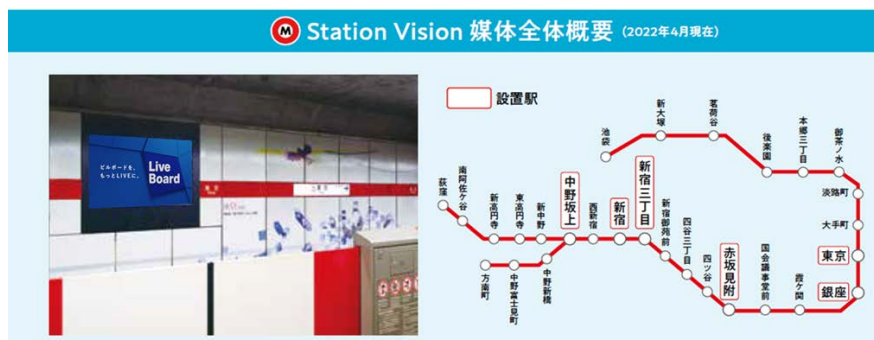 M Station Vision 媒体全体概要 (2022年4月現在)
ビルボードを、
もっとLIVEに。
Live
Board
設置駅
池袋
新大塚
茗荷谷
後楽園
本郷三丁目
御茶ノ水
淡路町
大手町
東京
銀座
霞ケ関
国会議事堂前
赤坂見附
四ツ谷
四谷三丁目
新宿御苑前
新宿三丁目
新宿
西新宿
中野坂上
新中野
東高円寺
新高円寺
南阿佐ケ谷
荻窪
中野新橋
中野富士見町
方南町